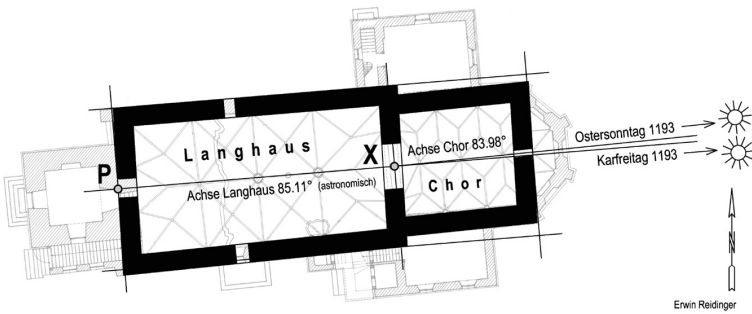 Langhaus
P
X
Achse Langhaus 85.11° (astronomisch)
Achse Chor 83.98°
Chor
Ostersonntag 1193
Karfreitag 1193
N
Erwin Reidinger